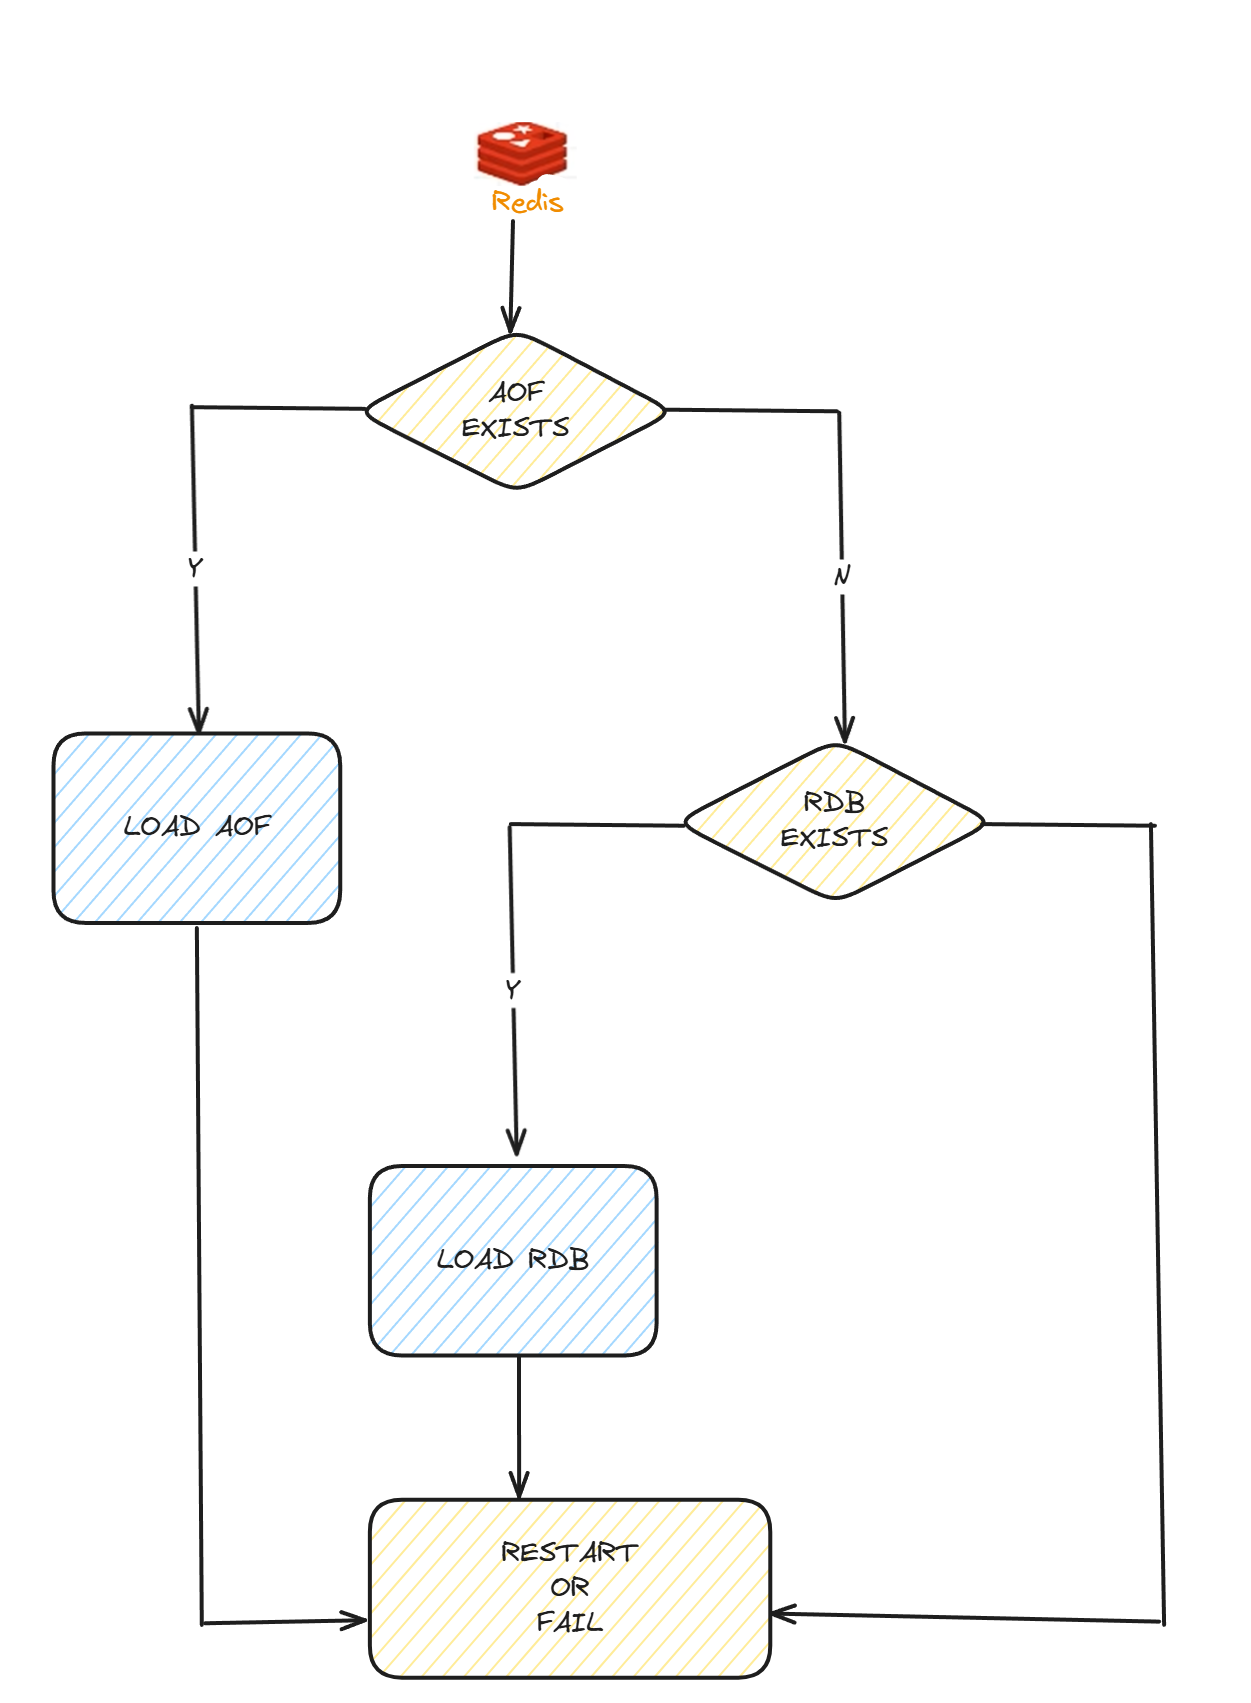 Redis
AOF
EXISTS
Y
N
RDB
EXISTS
LOAD AOF
Y
LOAD RDB
RESTART
OR
FAIL